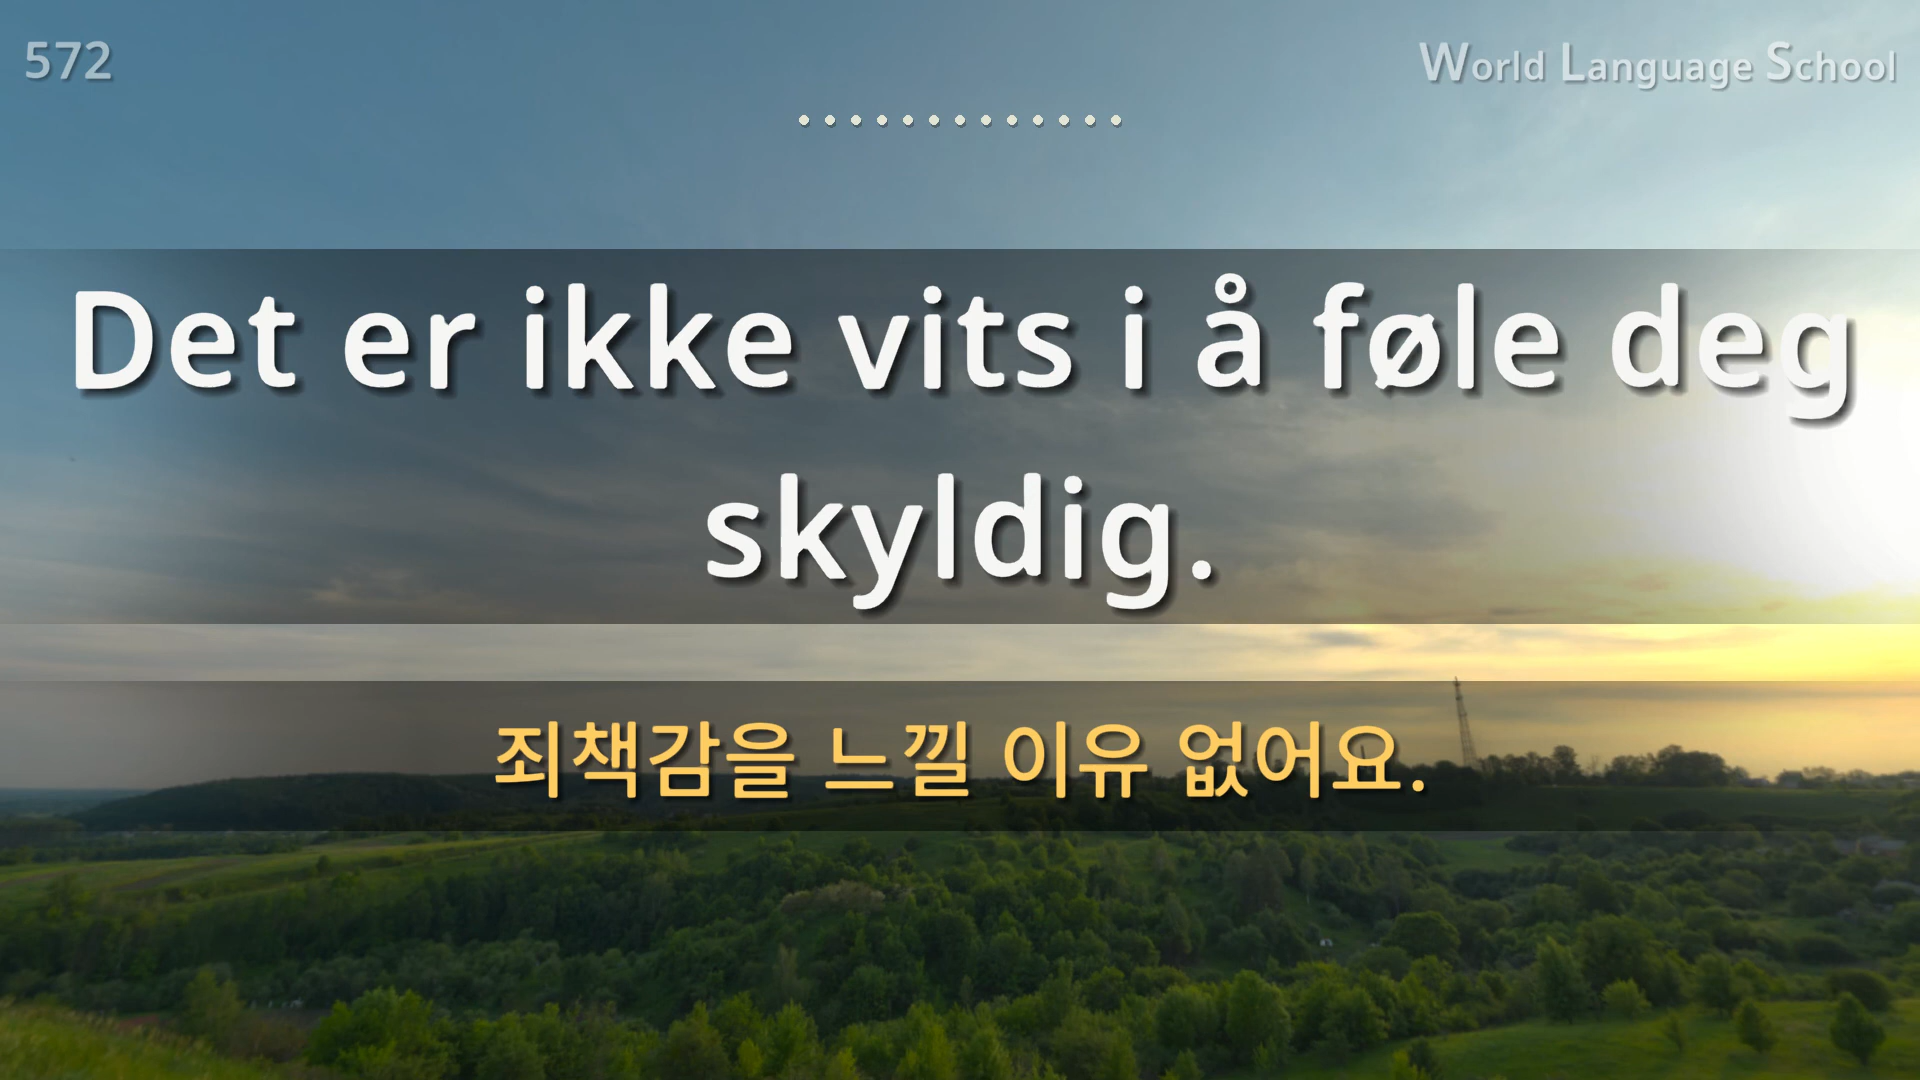 572
World Language School
Det er ikke vits i å føle deg
skyldig.
죄책감을 느낄 이유 없어요.